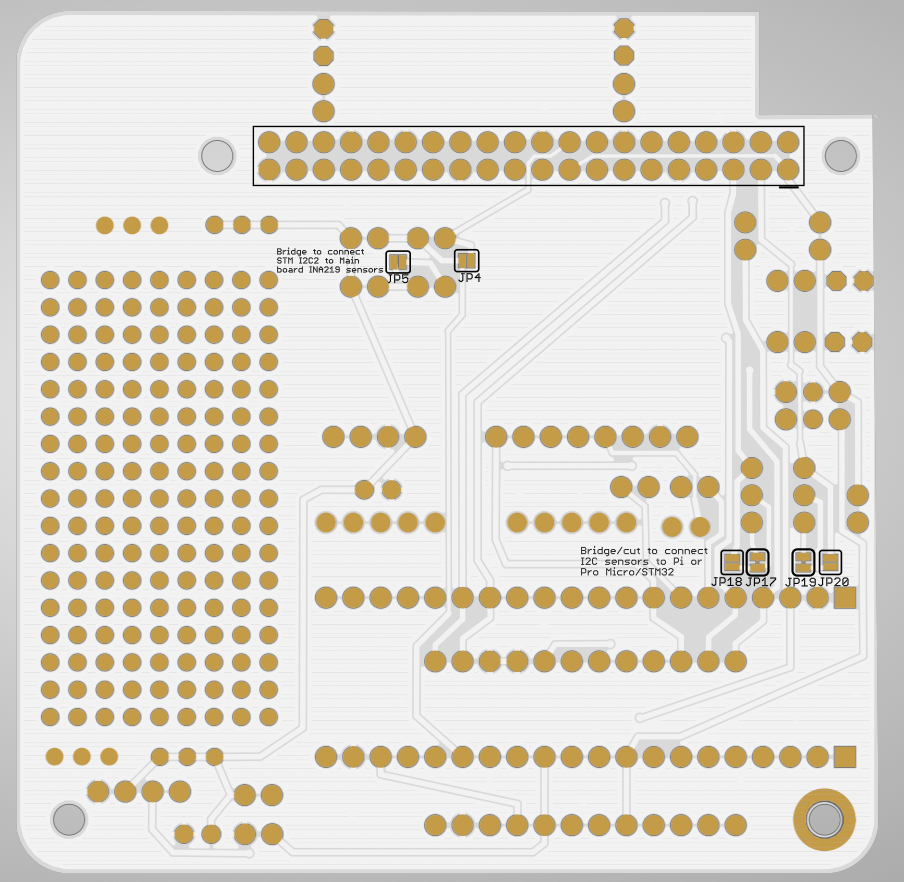 Bridge to connect
STM I2C2 to Main
board INA219 sensors
JP5
JP4
Bridge/cut to connect
I2C sensors to Pi or
Pro Micro/STM32
JP18
JP17
JP19
JP20